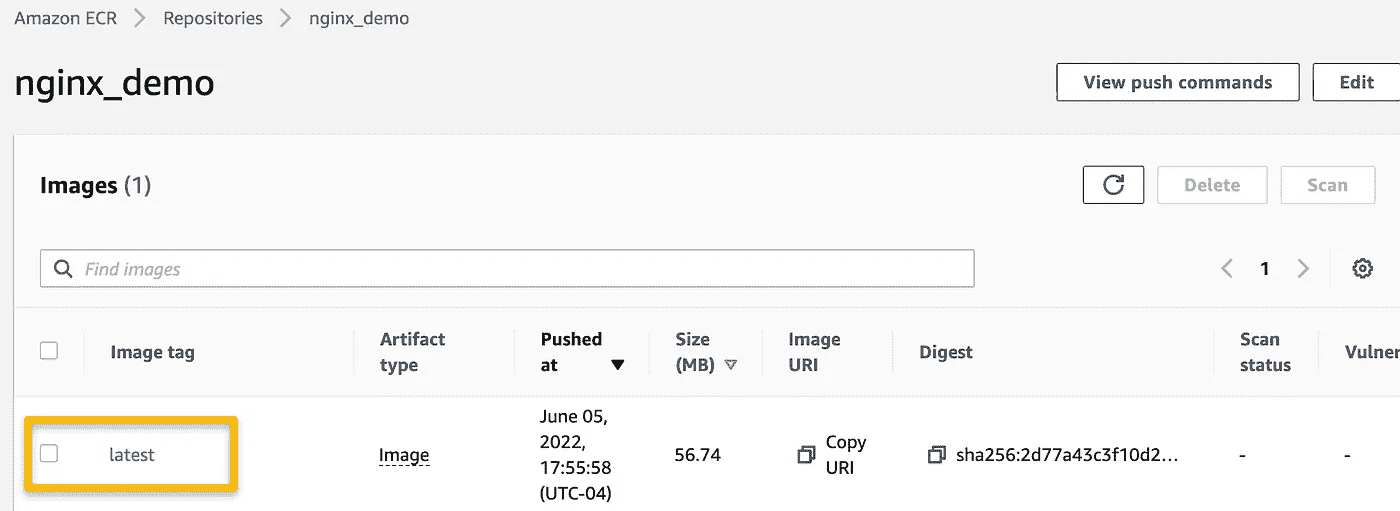 Amazon ECR Repositories nginx_demo
nginx_demo
View push commands Edit
Images (1)
Delete Scan
Find images
1
Image tag
Artifact
type
Pushed
at
Size
(MB)
Image
URI
Digest
Scan
status
Vulner
latest
Image
June 05,
2022,
17:55:58
(UTC-04)
56.74
Copy
URI
sha256:2d77a43c3f10d2...
-
-